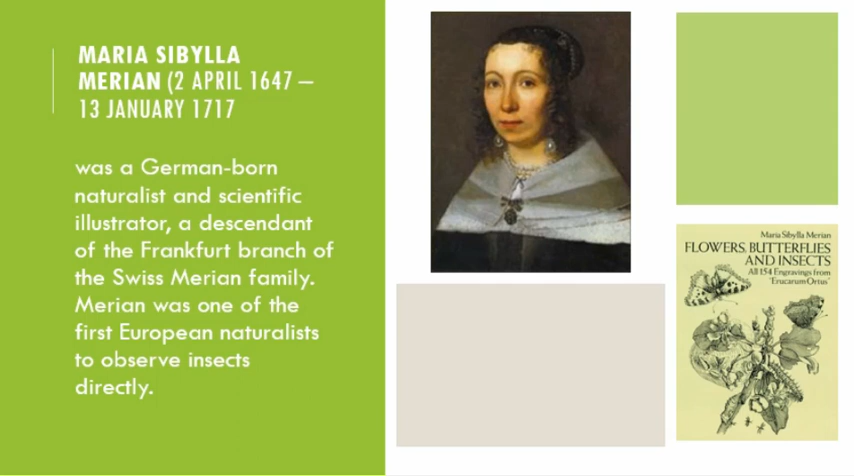 MARIA SIBYLLA
MERIAN (2 APRIL 1647 –
13 JANUARY 1717
was a German-born
naturalist and scientific
illustrator, a descendant
of the Frankfurt branch of
the Swiss Merian family.
Merian was one of the
first European naturalists
to observe insects
directly.
Maria Sibylla Merian
FLOWERS, BUTTERFLIES
AND INSECTS
All 154 Engravings from
"Erucarum Ortus"